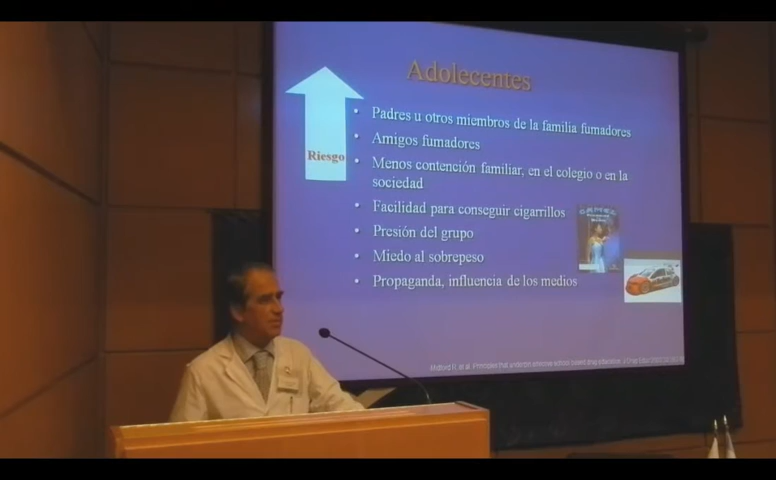 Adolecentes
Riesgo
• Padres u otros miembros de la familia fumadores
• Amigos fumadores
• Menos contención familiar, en el colegio o en la
sociedad
• Facilidad para conseguir cigarrillos
• Presión del grupo
• Miedo al sobrepeso
• Propaganda, influencia de los medios